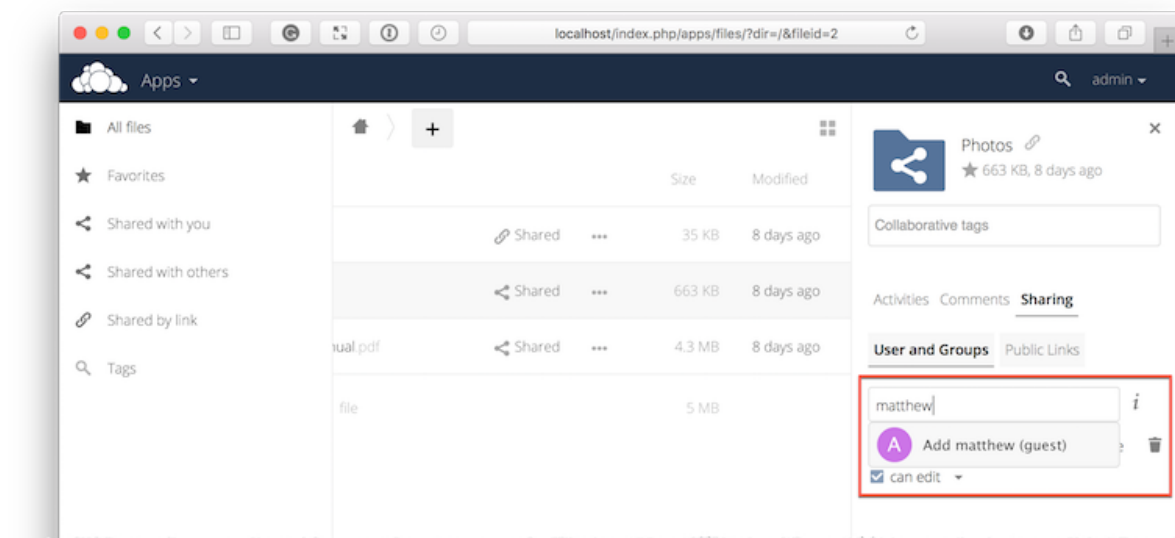 localhost/index.php/apps/files/?dir=/&fileid=2
Apps
admin
All files
Favorites
Shared with you
Shared with others
Shared by link
Tags
Size Modified
Shared 35 KB 8 days ago
Shared 663 KB 8 days ago
ual.pdf Shared 4.3 MB 8 days ago
file 5 MB
Photos
663 KB, 8 days ago
Collaborative tags
Activities Comments Sharing
User and Groups Public Links
matthew
i
A Add matthew (guest)
can edit